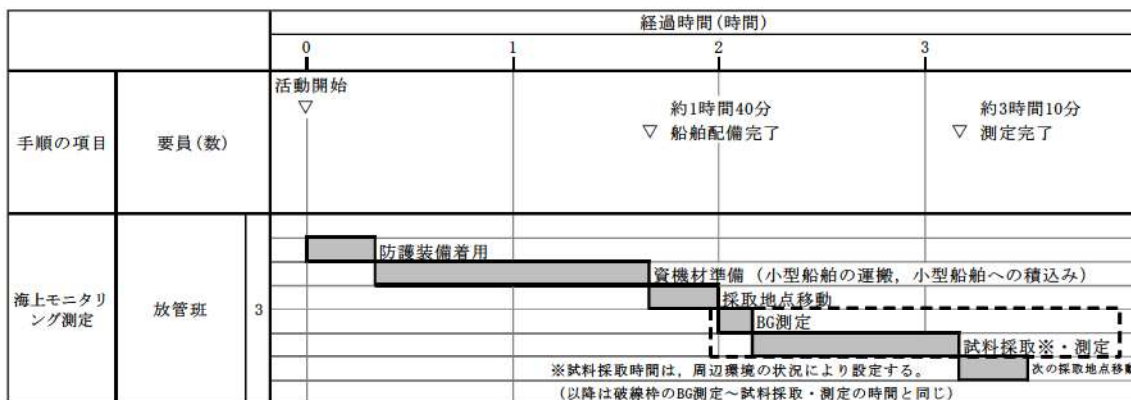 経過時間(時間)
0 1 2 3
手順の項目 要員(数)
活動開始
▽
約1時間40分
▽ 船舶配備完了
約3時間10分
▽ 測定完了
海上モニタリング測定
放管班 3
防護装備着用
資機材準備（小型船舶の運搬，小型船舶への積込み）
採取地点移動
BG測定
試料採取※・測定
次の採取地点移動
※試料採取時間は，周辺環境の状況により設定する。
(以降は破線枠のBG測定～試料採取・測定の時間と同じ)